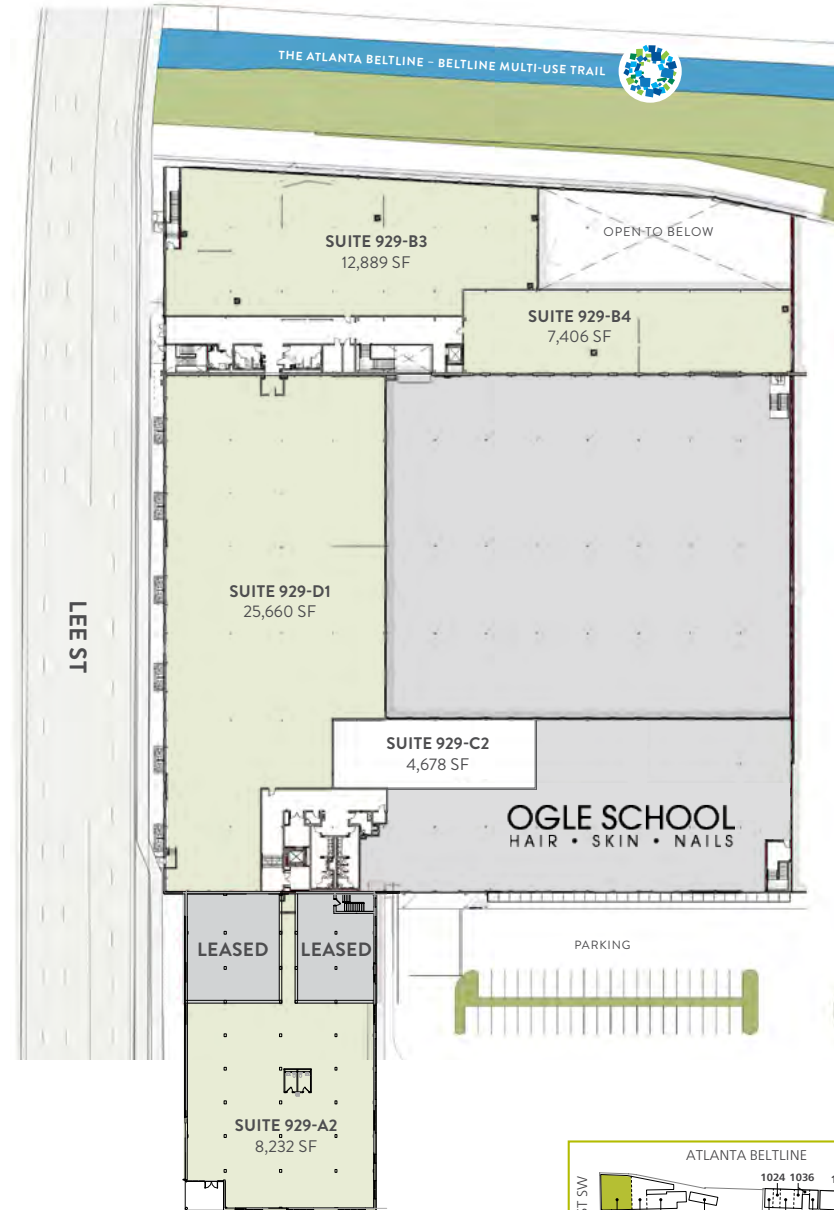 THE ATLANTA BELTLINE – BELTLINE MULTI-USE TRAIL
SUITE 929-B3
12,889 SF
OPEN TO BELOW
SUITE 929-B4
7,406 SF
SUITE 929-D1
25,660 SF
LEE ST
SUITE 929-C2
4,678 SF
OGLE SCHOOL
HAIR • SKIN • NAILS
LEASED
LEASED
PARKING
SUITE 929-A2
8,232 SF
ATLANTA BELTLINE
1024 1036
ST SW